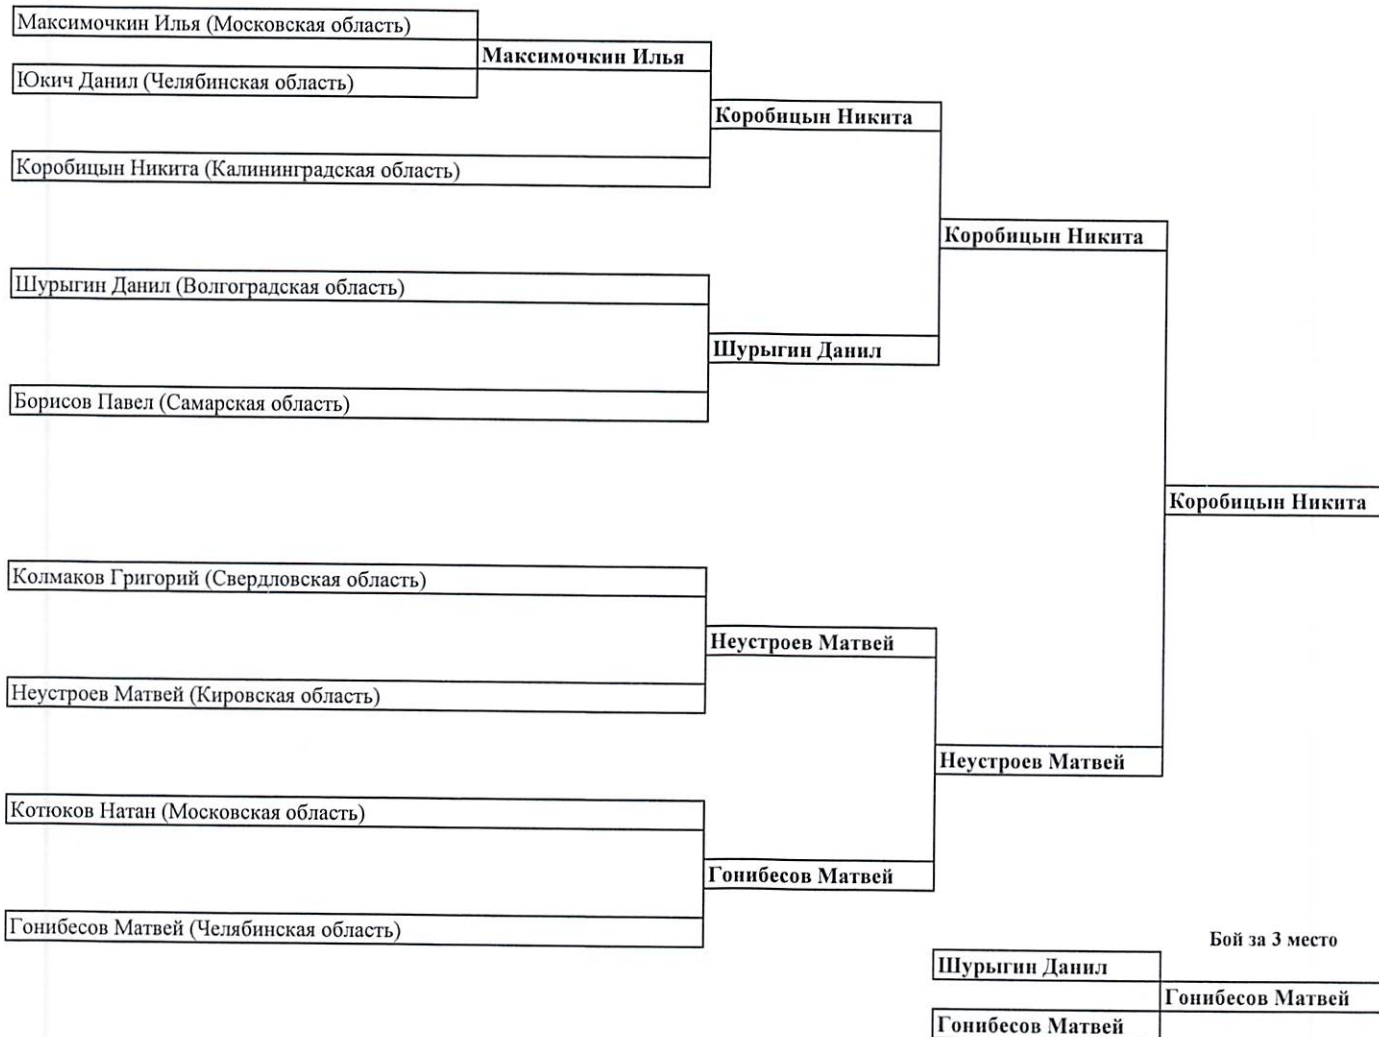 Максимочкин Илья (Московская область)
Максимочкин Илья
Юкич Данил (Челябинская область)
Коробицын Никита
Коробицын Никита (Калининградская область)
Коробицын Никита
Шурыгин Данил (Волгоградская область)
Шурыгин Данил
Борисов Павел (Самарская область)
Коробицын Никита
Колмаков Григорий (Свердловская область)
Неустроев Матвей
Неустроев Матвей (Кировская область)
Неустроев Матвей
Котюков Натан (Московская область)
Гонибесов Матвей
Гонибесов Матвей (Челябинская область)
Бой за 3 место
Шурыгин Данил
Гонибесов Матвей
Гонибесов Матвей